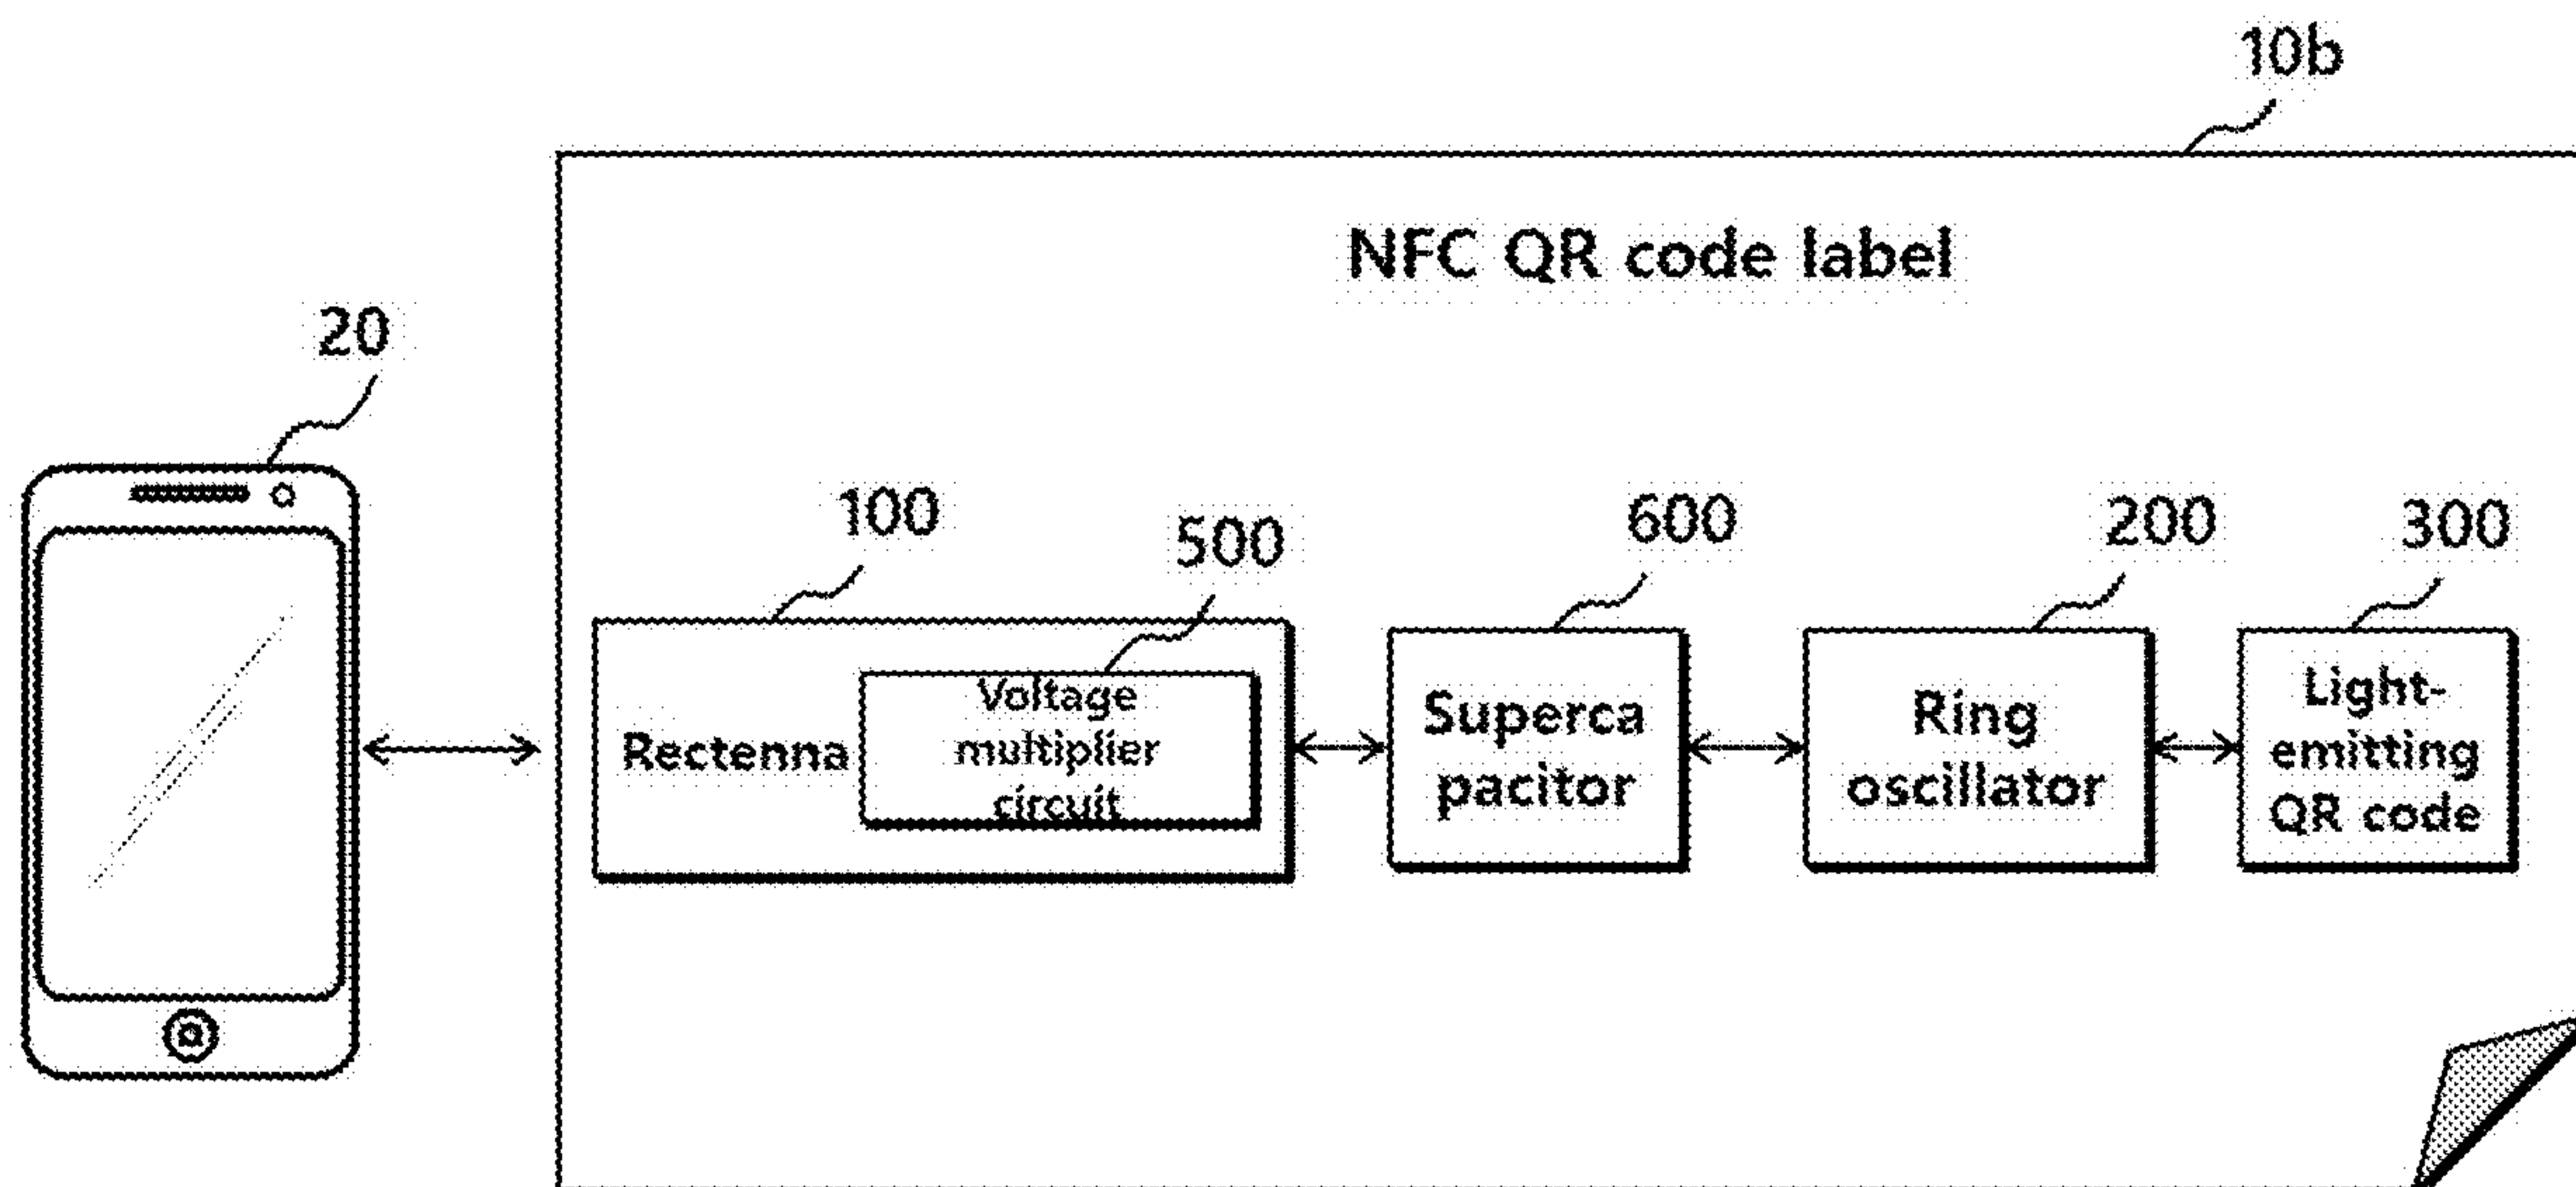 10b
NFC QR code label
20
100
500
600
200
300
Rectenna
Voltage
multiplier
circuit
Superca
pacitor
Ring
oscillator
Light-
emitting
QR code